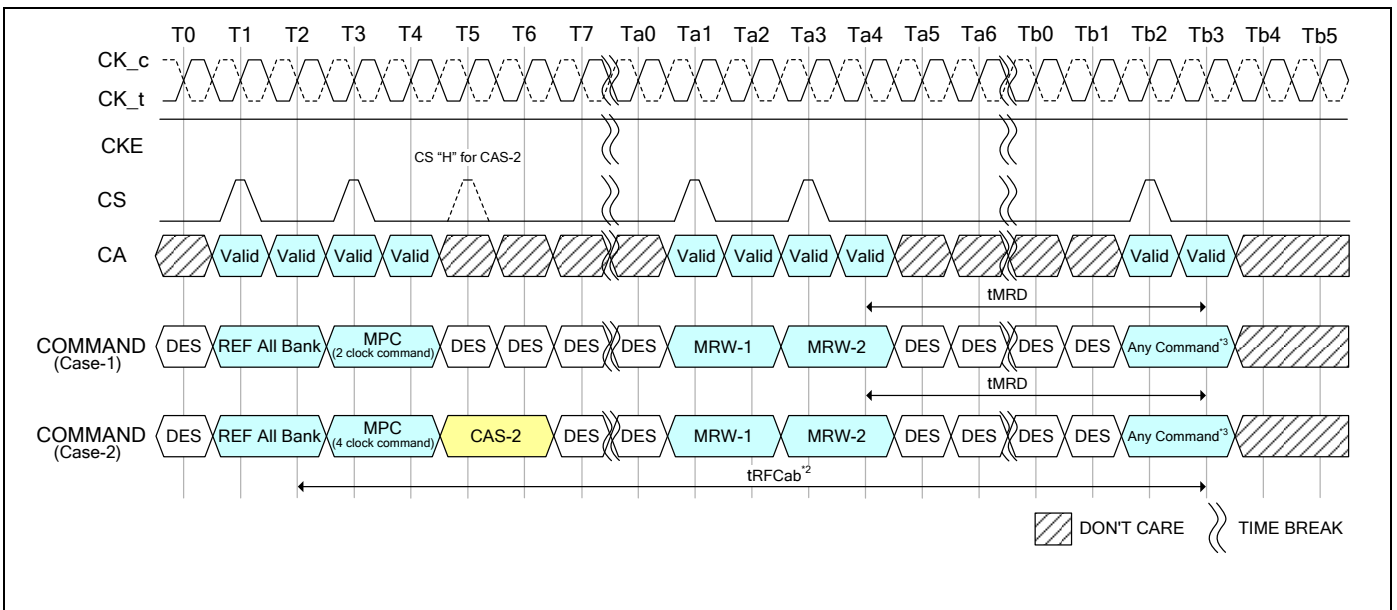 T0 T1 T2 T3 T4 T5 T6 T7 Ta0 Ta1 Ta2 Ta3 Ta4 Ta5 Ta6 Tb0 Tb1 Tb2 Tb3 Tb4 Tb5
CK_c
CK_t
CKE
CS "H" for CAS-2
CS
CA Valid Valid Valid Valid Valid Valid Valid Valid Valid Valid
tMRD
COMMAND
(Case-1)
DES REF All Bank MPC
(2 clock command)
DES DES DES DES MRW-1 MRW-2 DES DES DES DES Any Command*3
tMRD
COMMAND
(Case-2)
DES REF All Bank MPC
(4 clock command)
CAS-2 DES DES MRW-1 MRW-2 DES DES DES DES Any Command*3
tRFCab*2
DON'T CARE TIME BREAK